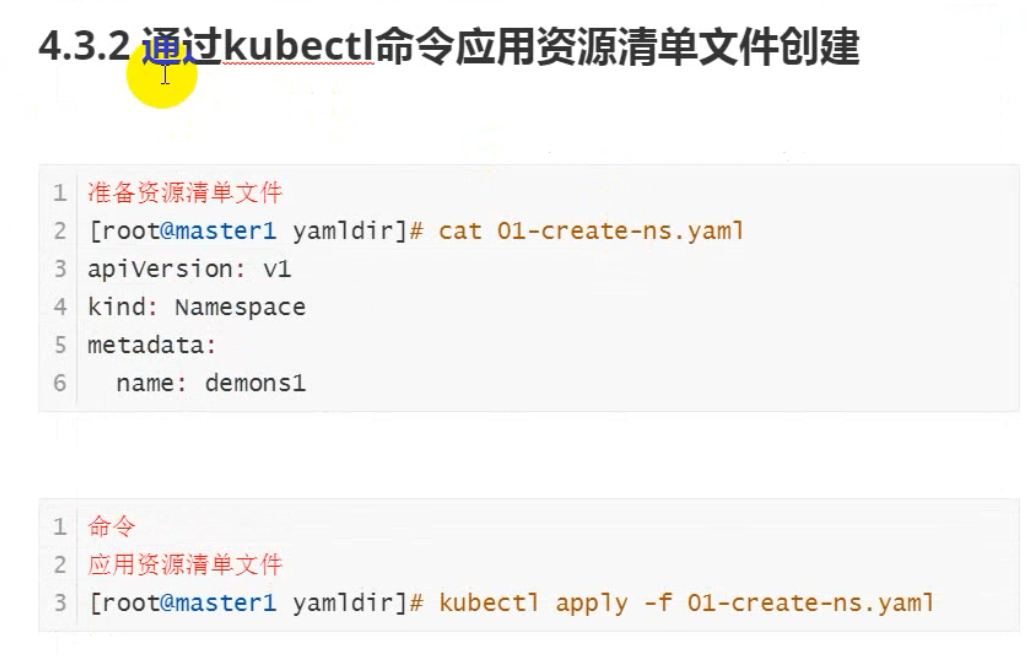 4.3.2 通过kubectl命令应用资源清单文件创建
1 准备资源清单文件
2 [root@master1 yamldir]# cat 01-create-ns.yaml
3 apiVersion: v1
4 kind: Namespace
5 metadata:
6   name: demons1
1 命令
2 应用资源清单文件
3 [root@master1 yamldir]# kubectl apply -f 01-create-ns.yaml